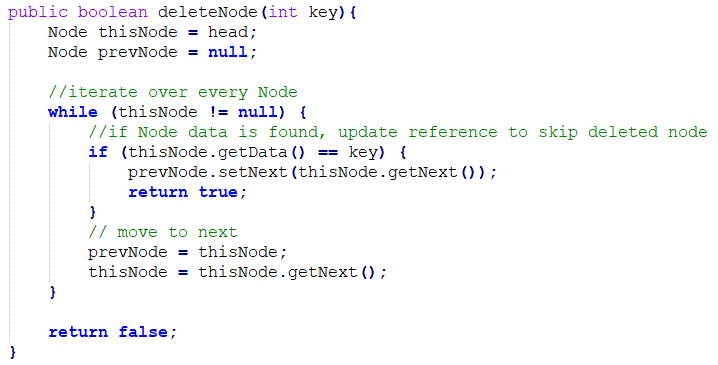 public boolean deleteNode(int key){
    Node thisNode = head;
    Node prevNode = null;

    //iterate over every Node
    while (thisNode != null) {
        //if Node data is found, update reference to skip deleted node
        if (thisNode.getData() == key) {
            prevNode.setNext(thisNode.getNext());
            return true;
        }
        // move to next
        prevNode = thisNode;
        thisNode = thisNode.getNext();
    }

    return false;
}